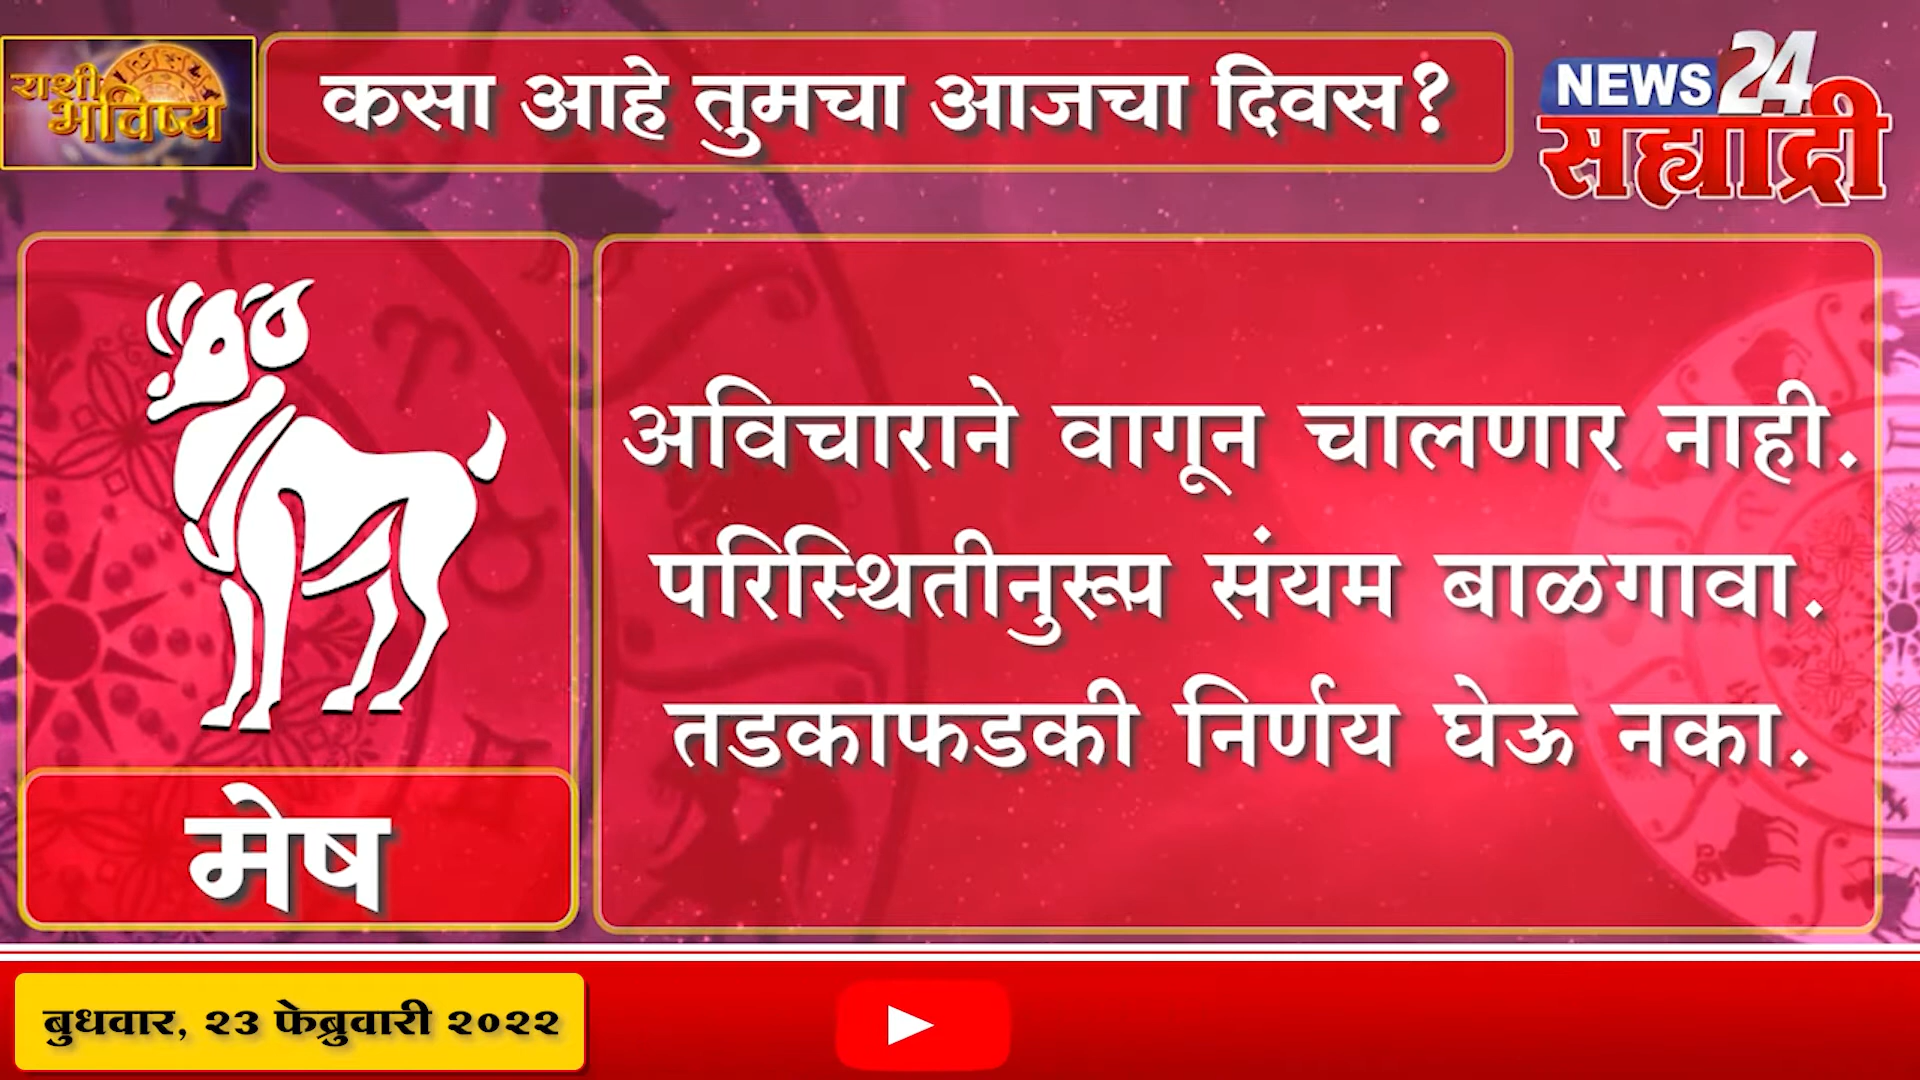 राशी
भविष्य
कसा आहे तुमचा आजचा दिवस?
NEWS 24
सह्याद्री
अविचाराने वागून चालणार नाही.
परिस्थितीनुरूप संयम बाळगावा.
तडकाफडकी निर्णय घेऊ नका.
मेष
बुधवार, २३ फेब्रुवारी २०२२